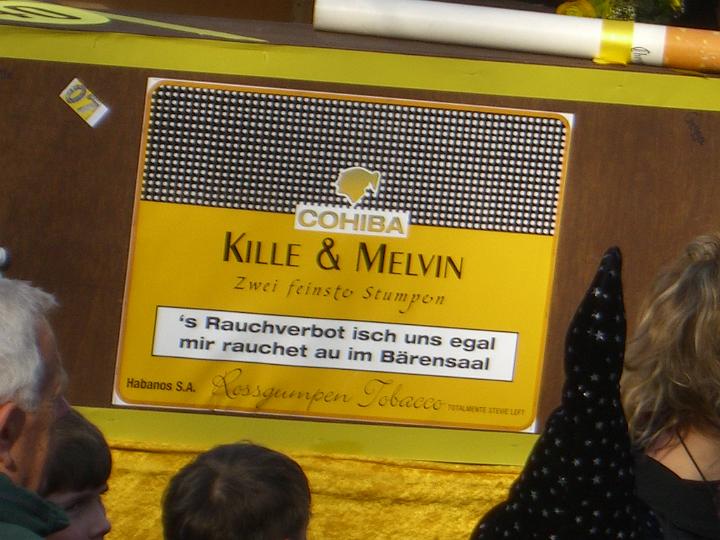 07
COHIBA
KILLE & MELVIN
Zwei feinste Stumpen
's Rauchverbot isch uns egal
mir rauchet au im Bärensaal
Habanos S.A. Rossgumpen Tobacco TOTALMENTE STEVIE LEFT